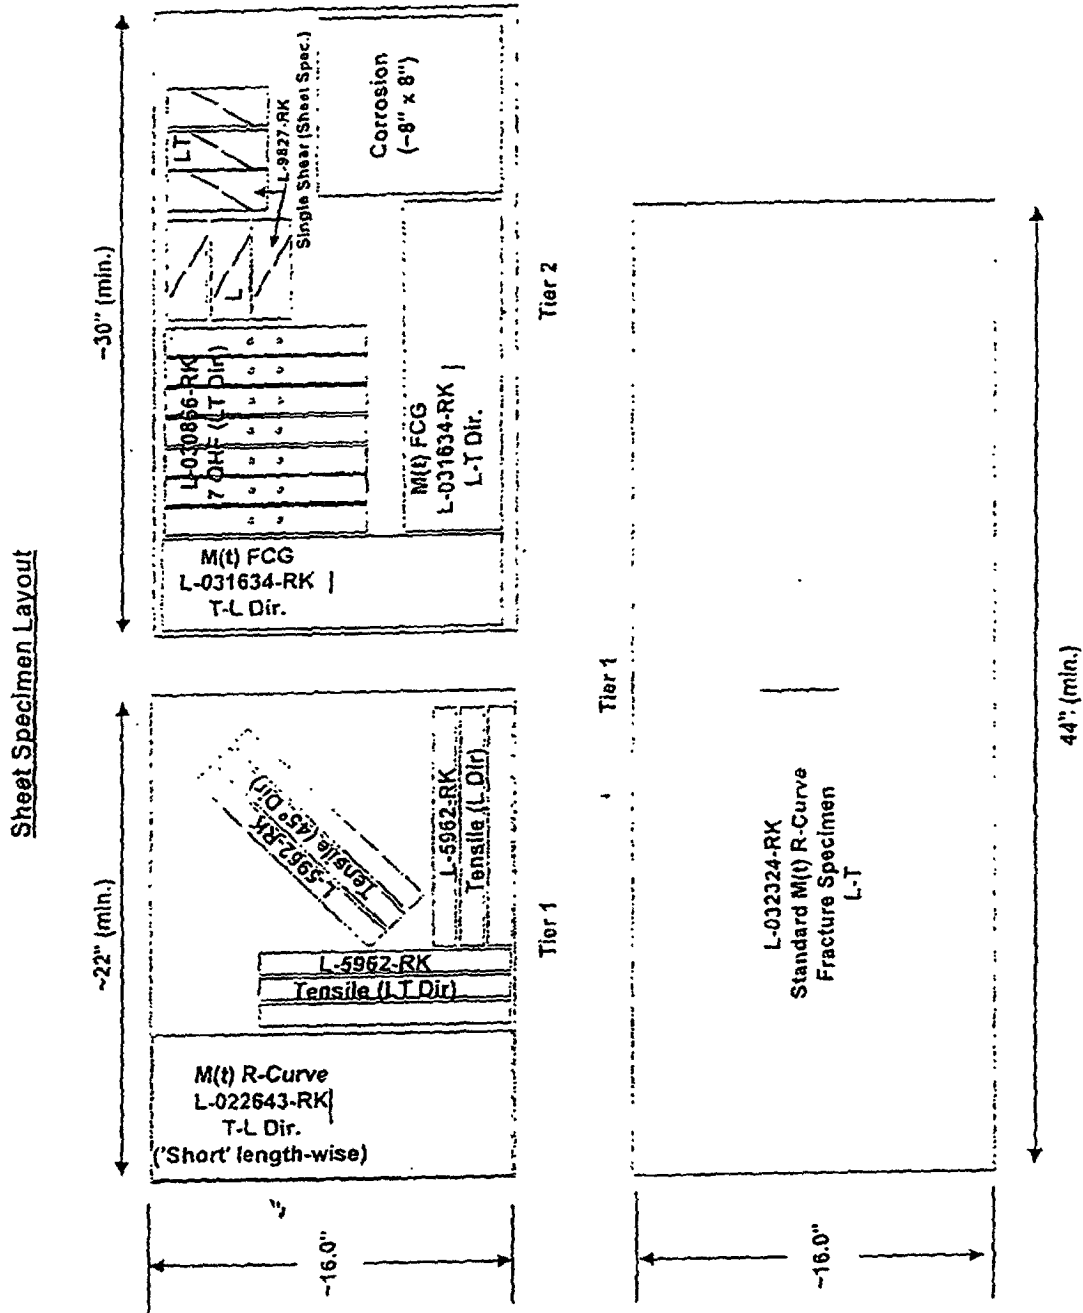 Sheet Specimen Layout
~30" (min.)
LT
L
L-9827-RK
Single Shear (Sheet Spec.)
Corrosion
(~8" x 8")
L-030866-RK
7 OHF (LT Dir)
M(t) FCG
L-031634-RK
L-T Dir.
M(t) FCG
L-031634-RK
T-L Dir.
Tier 2
~22" (min.)
L-5962-RK
Tensile (45° Dir)
L-5962-RK
Tensile (L Dir)
L-5962-RK
Tensile (LT Dir)
M(t) R-Curve
L-022643-RK
T-L Dir.
('Short' length-wise)
Tier 1
~16.0"
Tier 1
L-032324-RK
Standard M(t) R-Curve
Fracture Specimen
L-T
44" (min.)
~16.0"